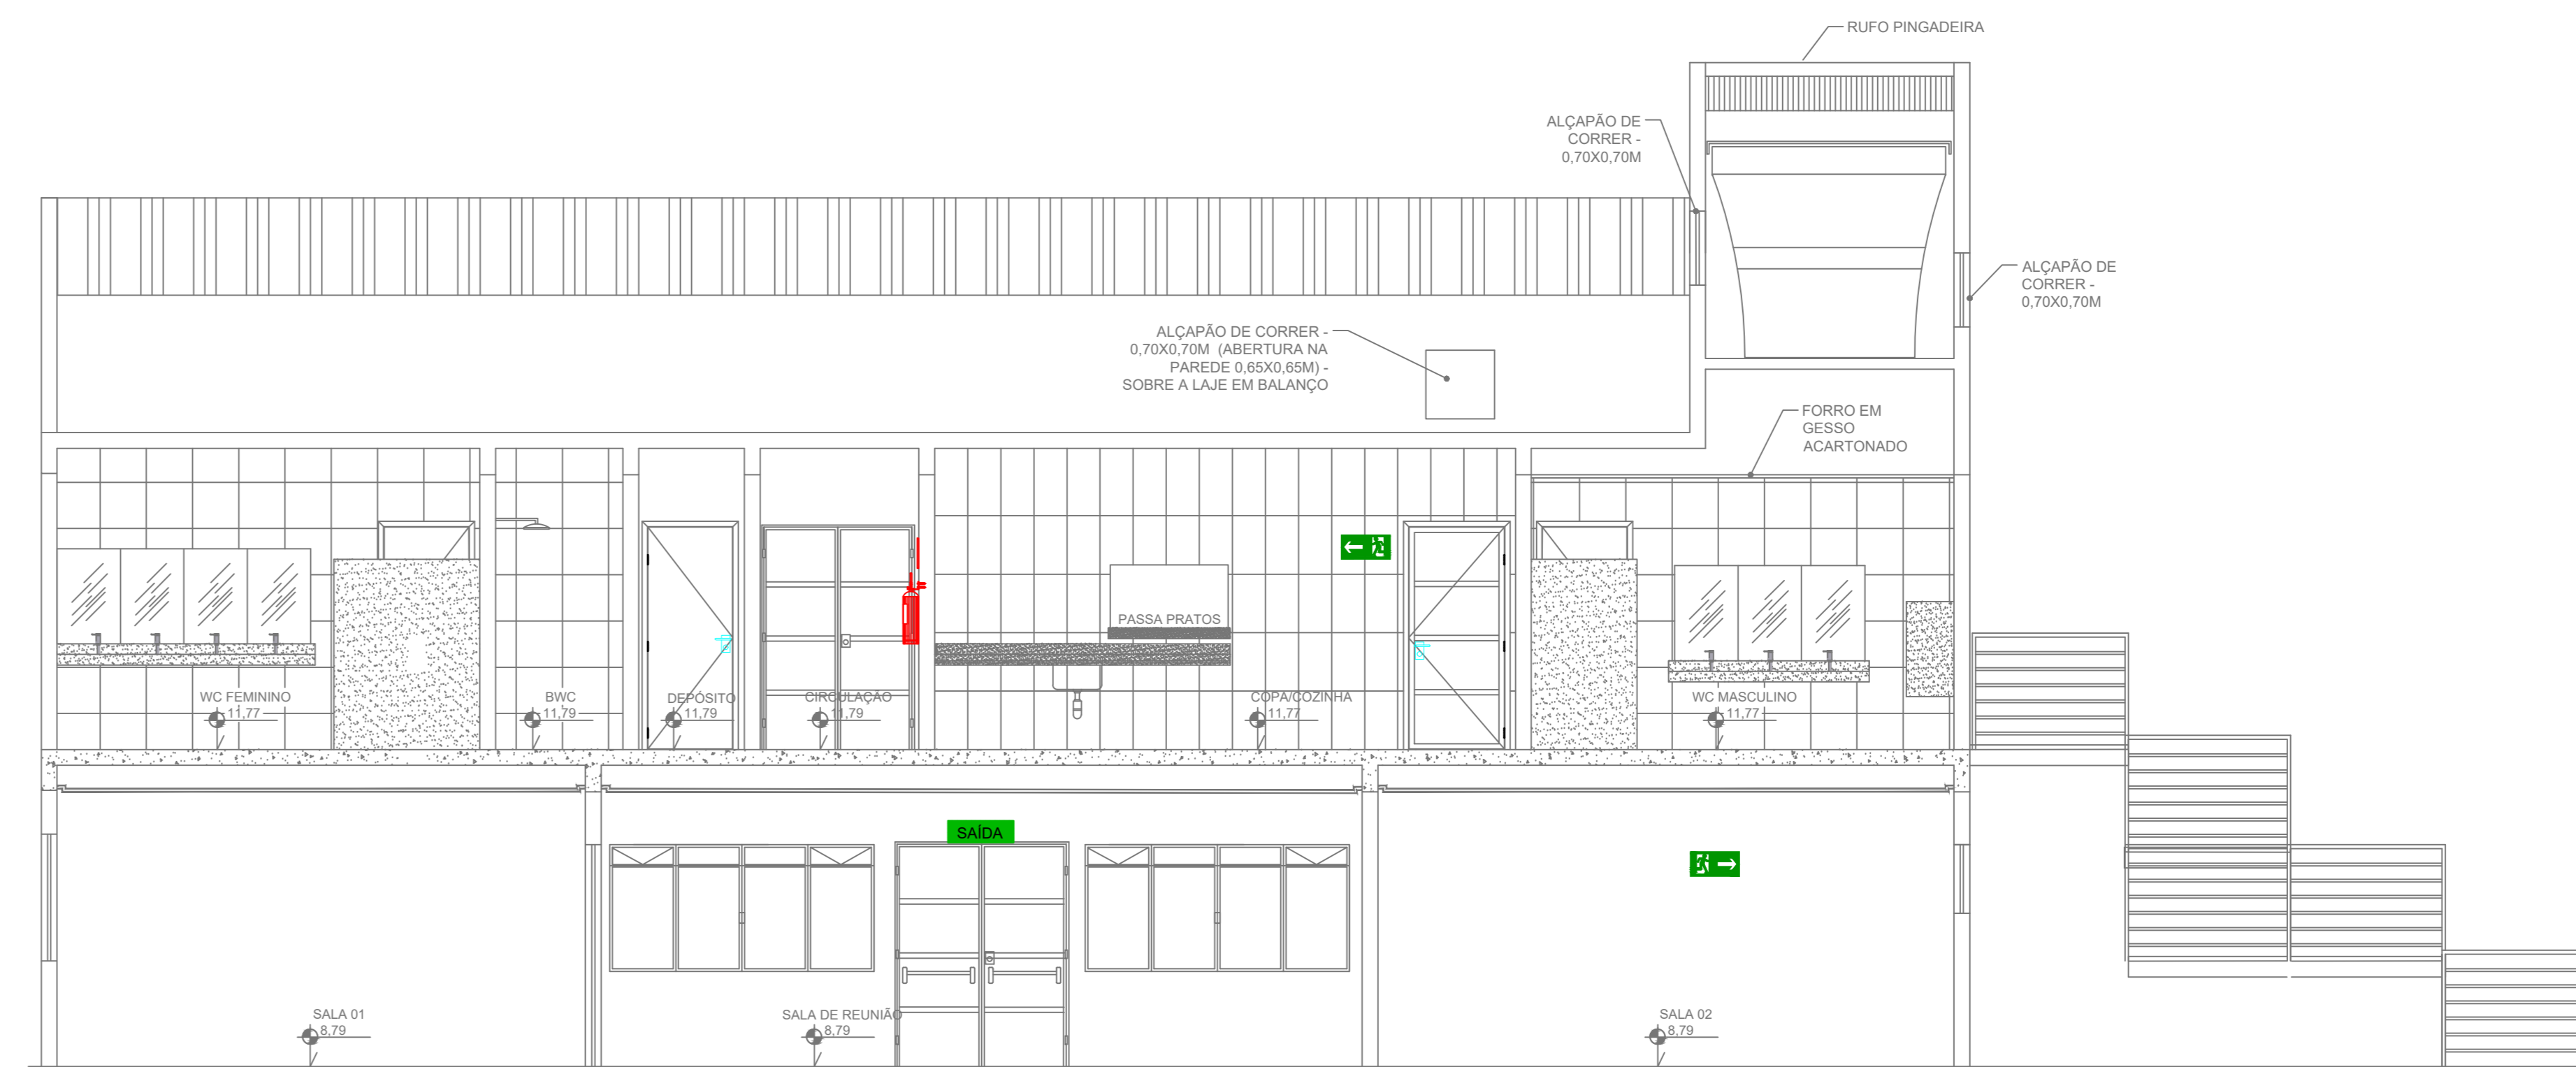 RUFO PINGADEIRA
ALÇAPÃO DE
CORRER -
0,70X0,70M
ALÇAPÃO DE
CORRER -
0,70X0,70M
ALÇAPÃO DE CORRER -
0,70X0,70M (ABERTURA NA
PAREDE 0,65X0,65M) -
SOBRE A LAJE EM BALANÇO
FORRO EM
GESSO
ACARTONADO
PASSA PRATOS
WC FEMININO
11,77
BWC
11,79
DEPÓSITO
11,79
CIRCULAÇÃO
11,79
COPA/COZINHA
11,77
WC MASCULINO
11,77
SAÍDA
SALA 01
8,79
SALA DE REUNIÃO
8,79
SALA 02
8,79